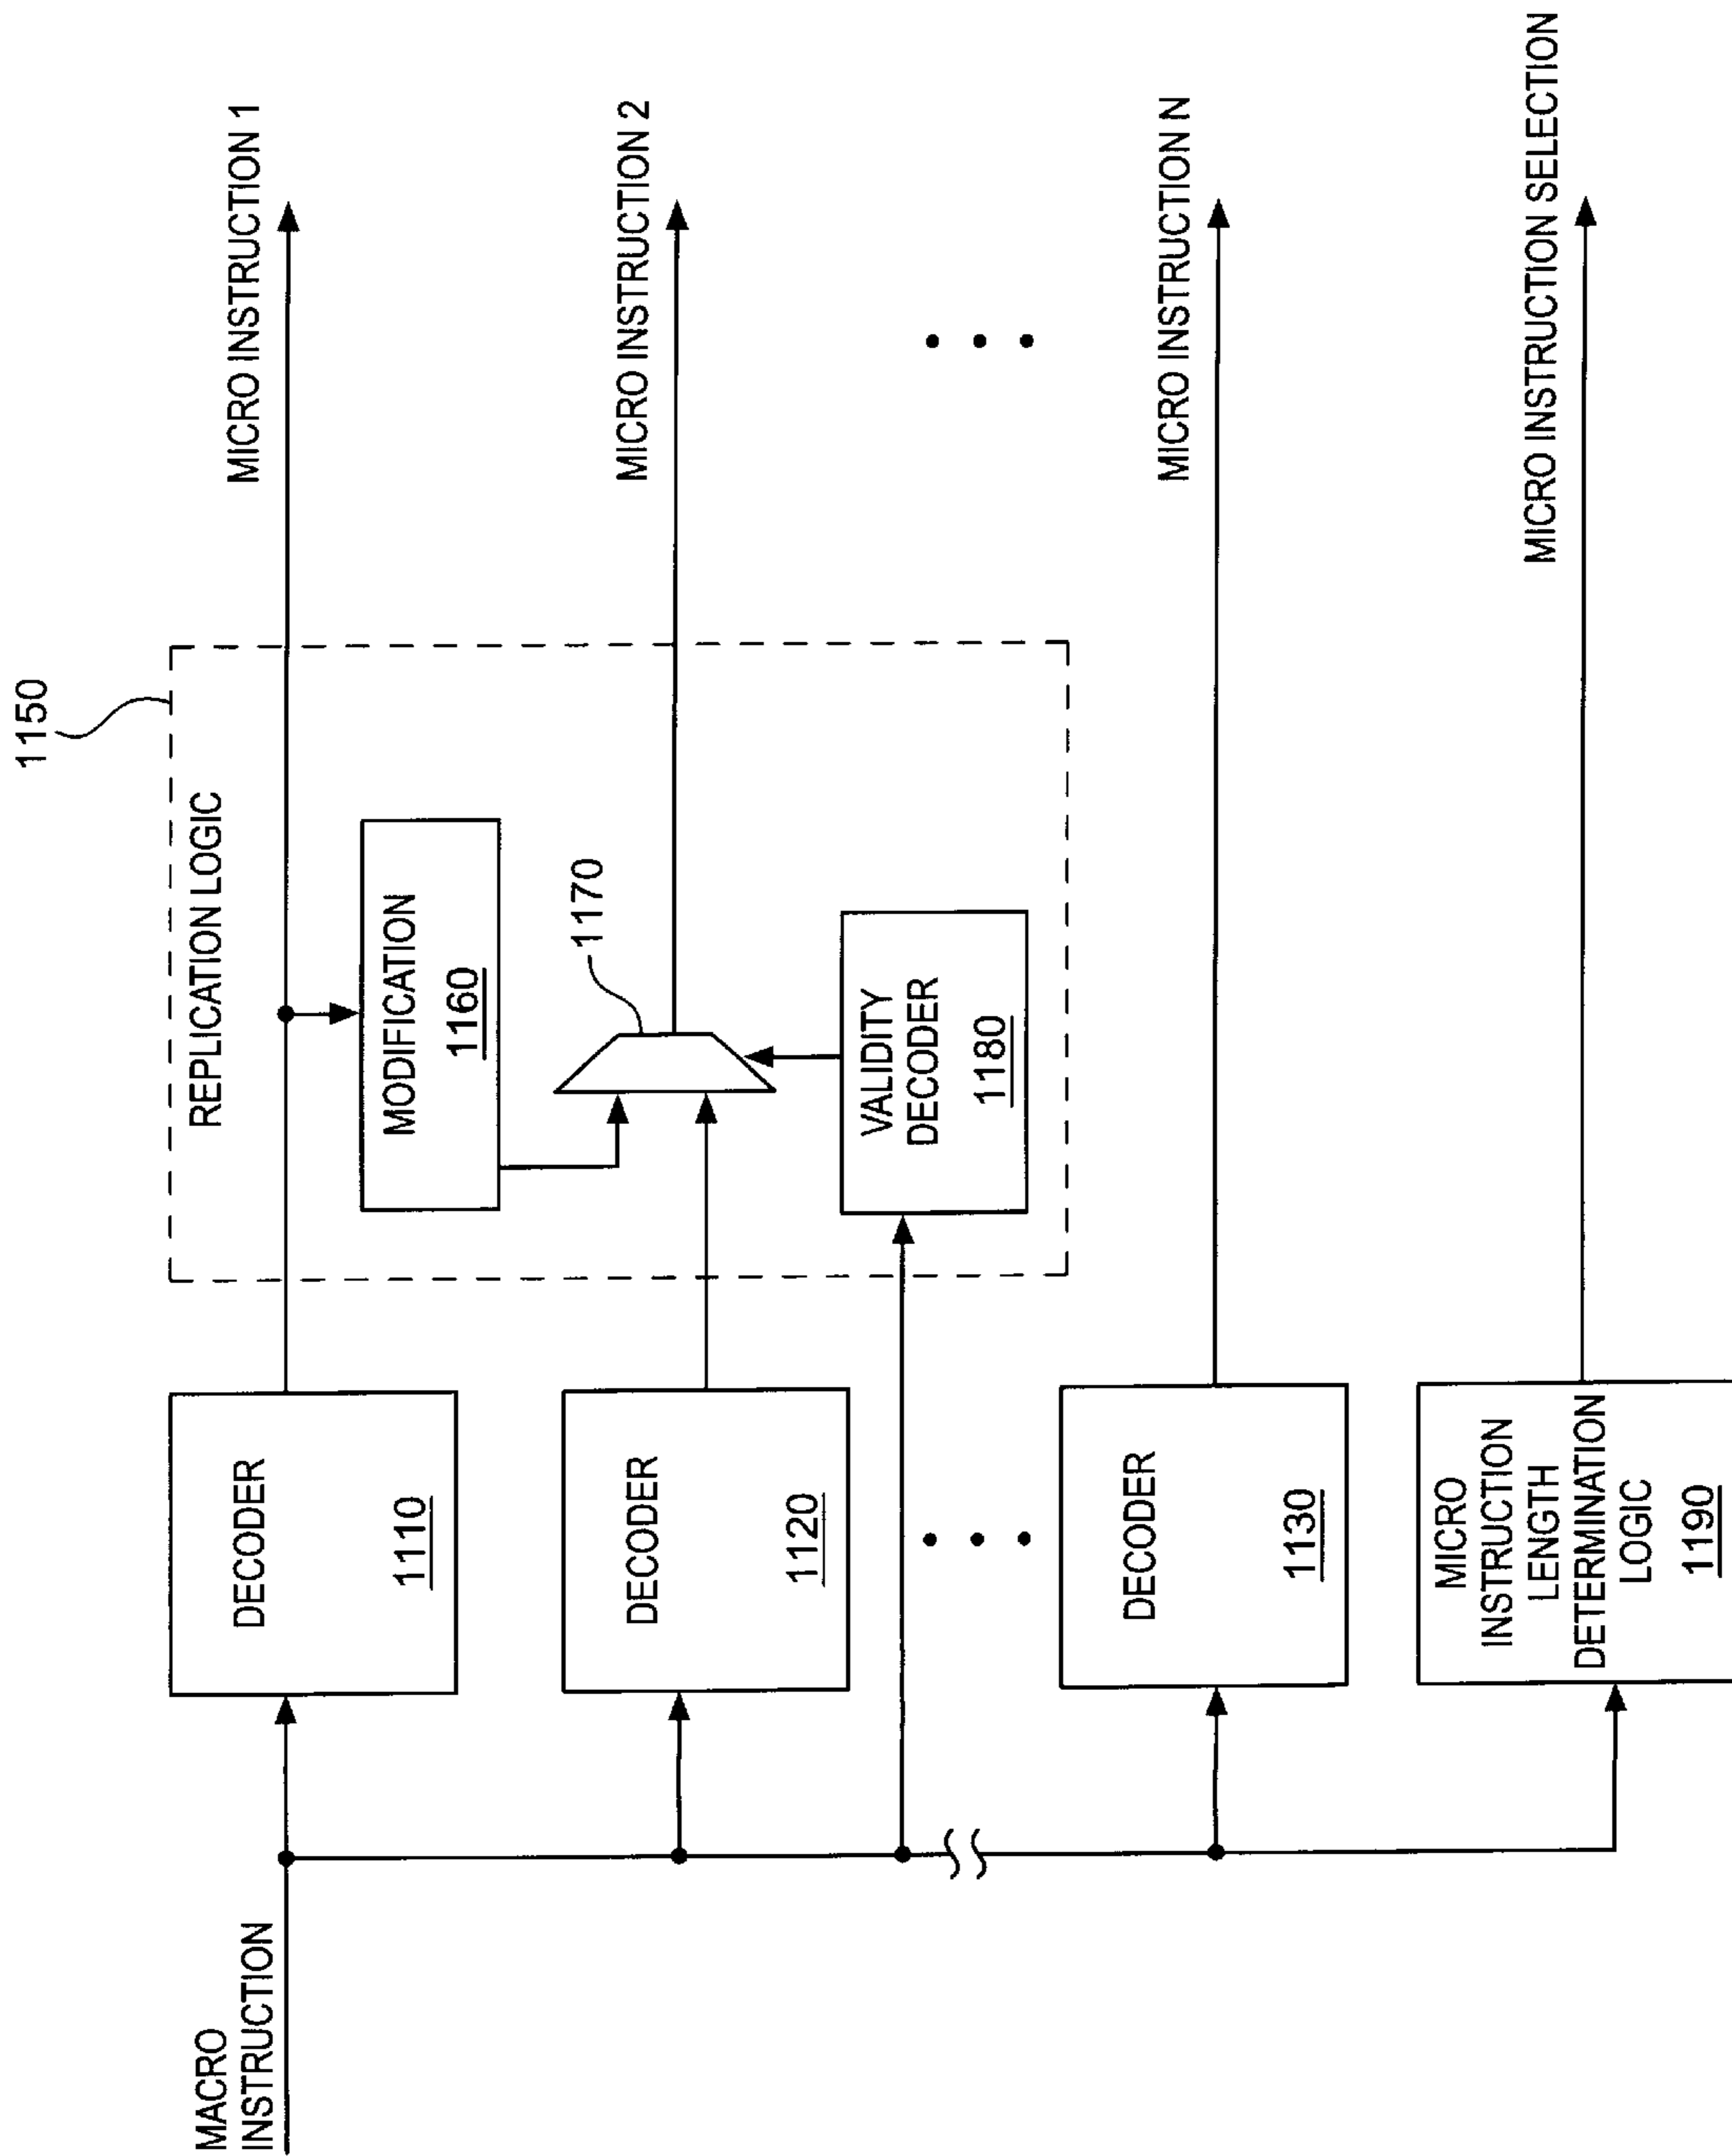 MACRO
INSTRUCTION
DECODER
1110
DECODER
1120
DECODER
1130
MICRO
INSTRUCTION
LENGTH
DETERMINATION
LOGIC
1190
1150
REPLICATION LOGIC
MODIFICATION
1160
1170
VALIDITY
DECODER
1180
MICRO INSTRUCTION 1
MICRO INSTRUCTION 2
MICRO INSTRUCTION N
MICRO INSTRUCTION SELECTION